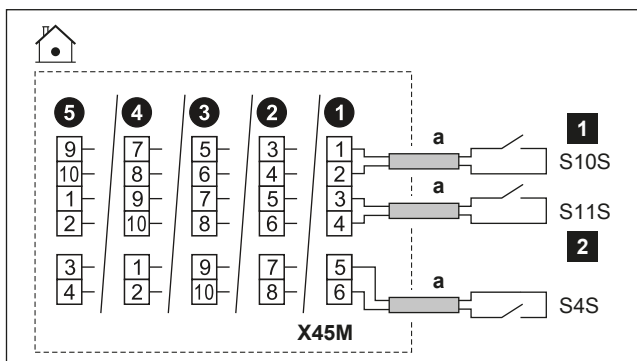 5 4 3 2 1
9 7 5 3 1
10 8 6 4 2
1 9 7 5 3
2 10 8 6 4
3 1 9 7 5
4 2 10 8 6
a
1
S10S
a
S11S
2
a
S4S
X45M